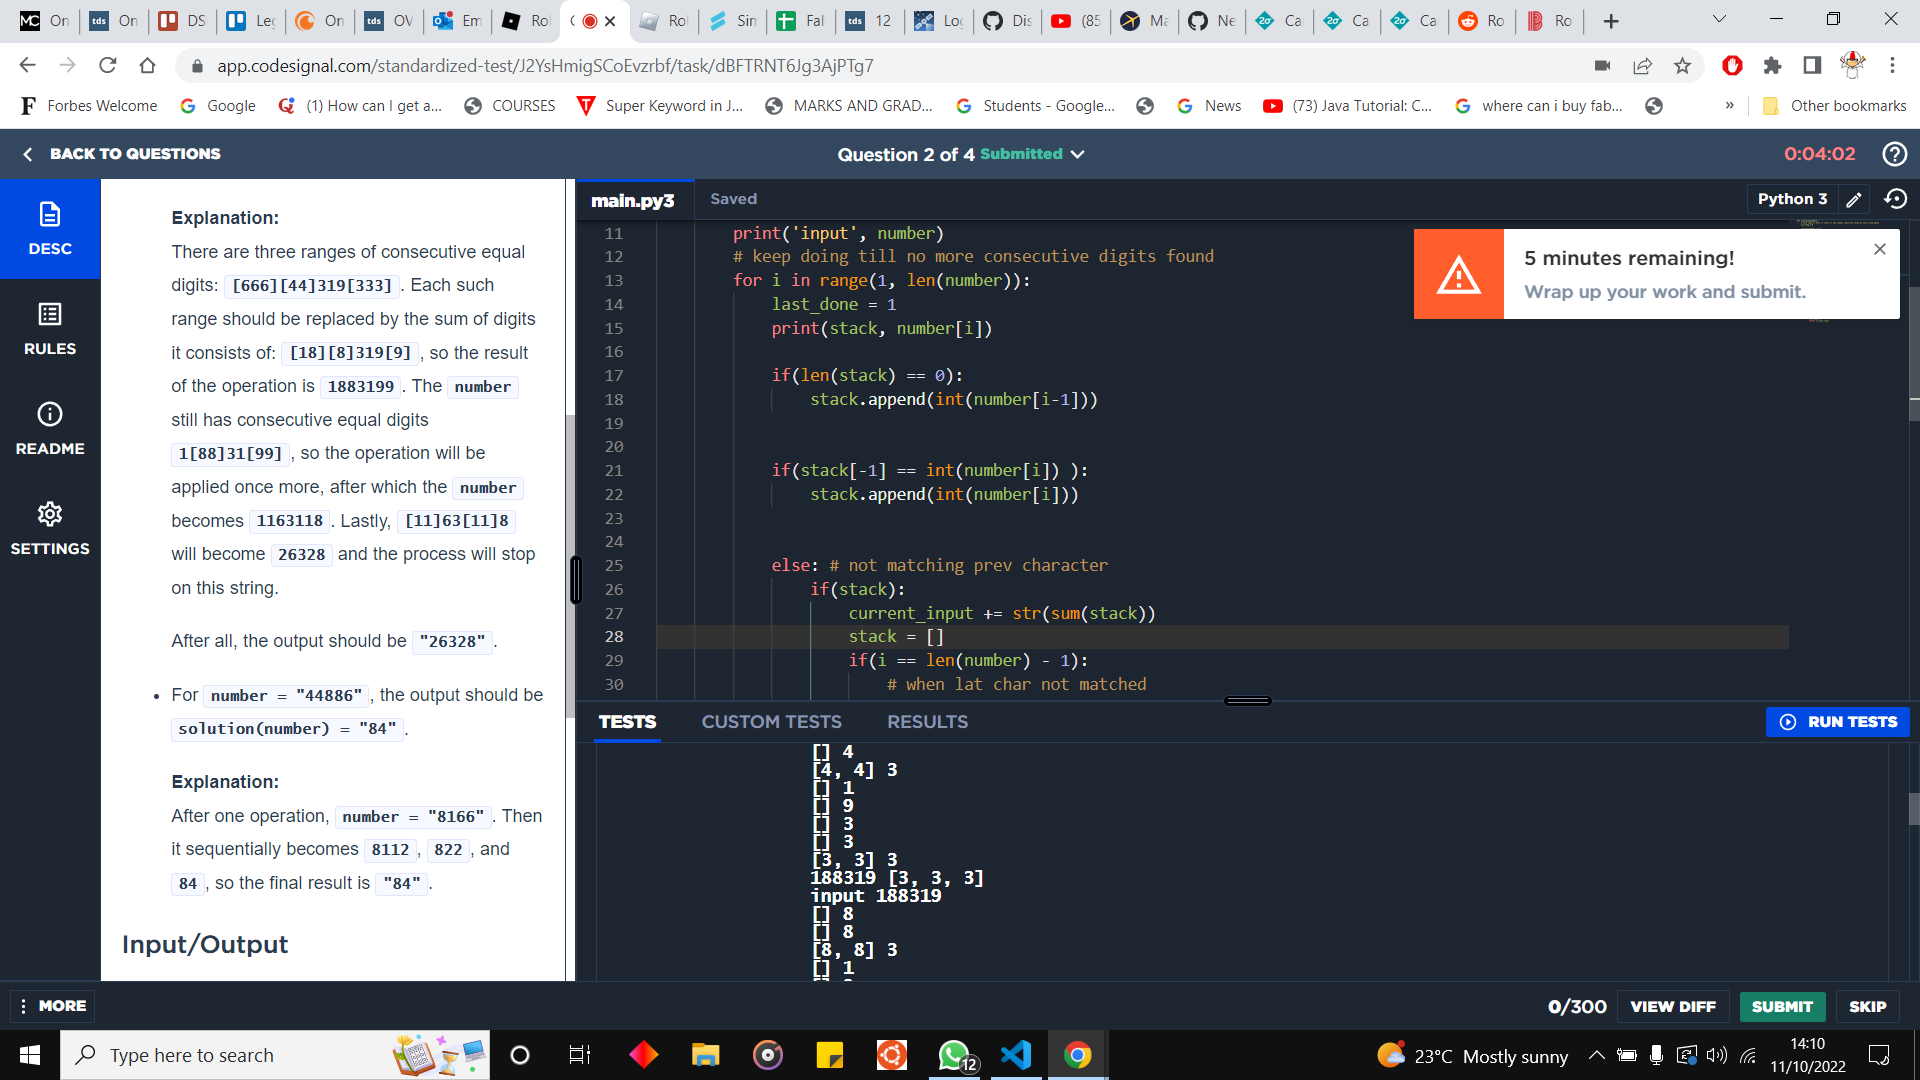 On
On
DS
Leg
On
OV
Em
Rol
Rol
Sin
Fal
12
Log
Dis
(85
Ma
Ne
Ca
Ca
Ca
Ro
Ro
app.codesignal.com/standardized-test/J2YsHmigSCoEvzrbf/task/dBFTRNT6Jg3AjPTg7
Forbes Welcome
Google
(1) How can I get a...
COURSES
Super Keyword in J...
MARKS AND GRAD...
Students - Google...
News
(73) Java Tutorial: C...
where can i buy fab...
»
Other bookmarks
BACK TO QUESTIONS
Question 2 of 4 Submitted
0:04:02
DESC
RULES
README
SETTINGS
Explanation:
There are three ranges of consecutive equal
digits: [666][44]319[333] . Each such
range should be replaced by the sum of digits
it consists of: [18][8]319[9] , so the result
of the operation is 1883199 . The number
still has consecutive equal digits
1[88]31[99] , so the operation will be
applied once more, after which the number
becomes 1163118 . Lastly, [11]63[11]8
will become 26328 and the process will stop
on this string.
After all, the output should be "26328" .
• For number = "44886" , the output should be
solution(number) = "84" .
Explanation:
After one operation, number = "8166" . Then
it sequentially becomes 8112 , 822 , and
84 , so the final result is "84" .
Input/Output
main.py3
Saved
Python 3
11 print('input', number)
12 # keep doing till no more consecutive digits found
13 for i in range(1, len(number)):
14 last_done = 1
15 print(stack, number[i])
16
17 if(len(stack) == 0):
18 stack.append(int(number[i-1]))
19
20
21 if(stack[-1] == int(number[i]) ):
22 stack.append(int(number[i]))
23
24
25 else: # not matching prev character
26 if(stack):
27 current_input += str(sum(stack))
28 stack = []
29 if(i == len(number) - 1):
30 # when lat char not matched
5 minutes remaining!
Wrap up your work and submit.
TESTS
CUSTOM TESTS
RESULTS
RUN TESTS
[] 4
[4, 4] 3
[] 1
[] 9
[] 3
[] 3
[3, 3] 3
188319 [3, 3, 3]
input 188319
[] 8
[] 8
[8, 8] 3
[] 1
MORE
0/300
VIEW DIFF
SUBMIT
SKIP
Type here to search
12
23°C Mostly sunny
14:10
11/10/2022